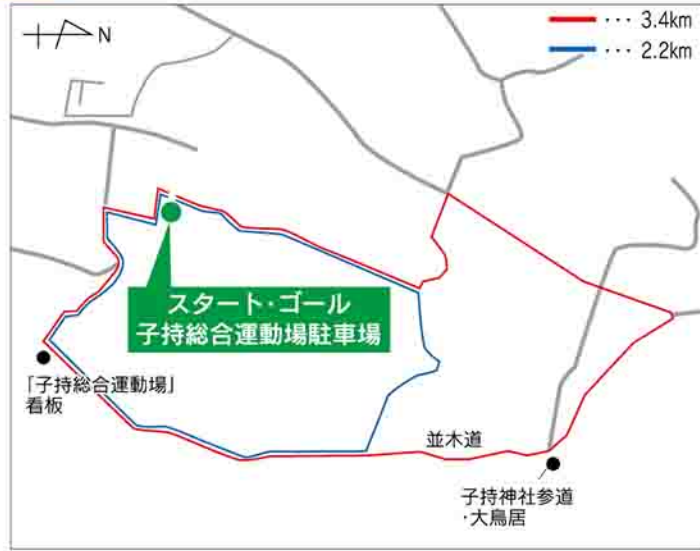 N
··· 3.4km
··· 2.2km
スタート・ゴール
子持総合運動場駐車場
「子持総合運動場」
看板
並木道
子持神社参道
・大鳥居